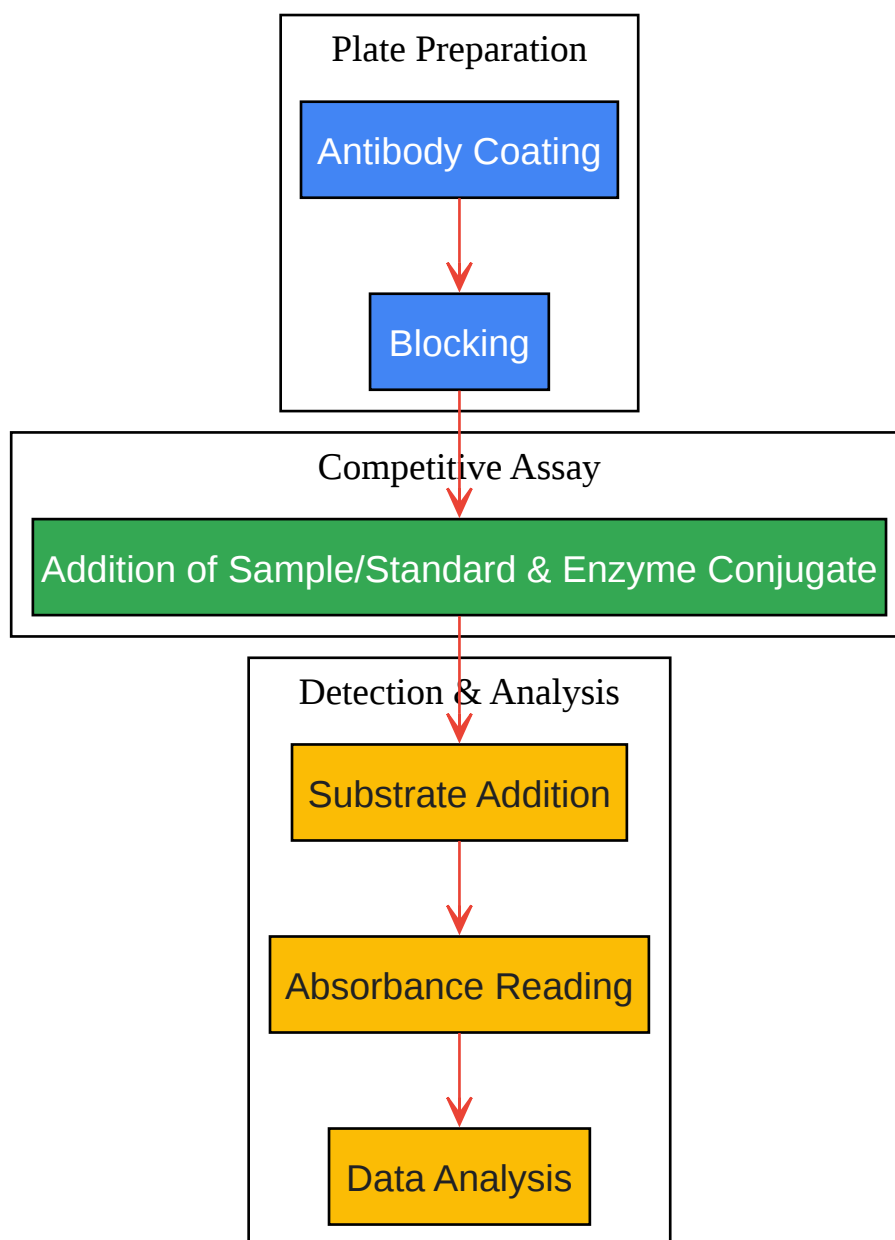 Plate Preparation
Antibody Coating
Blocking
Competitive Assay
Addition of Sample/Standard & Enzyme Conjugate
Detection & Analysis
Substrate Addition
Absorbance Reading
Data Analysis